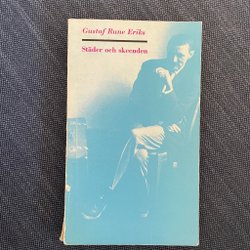 Gustaf Rune Eriks
Städer och skeenden